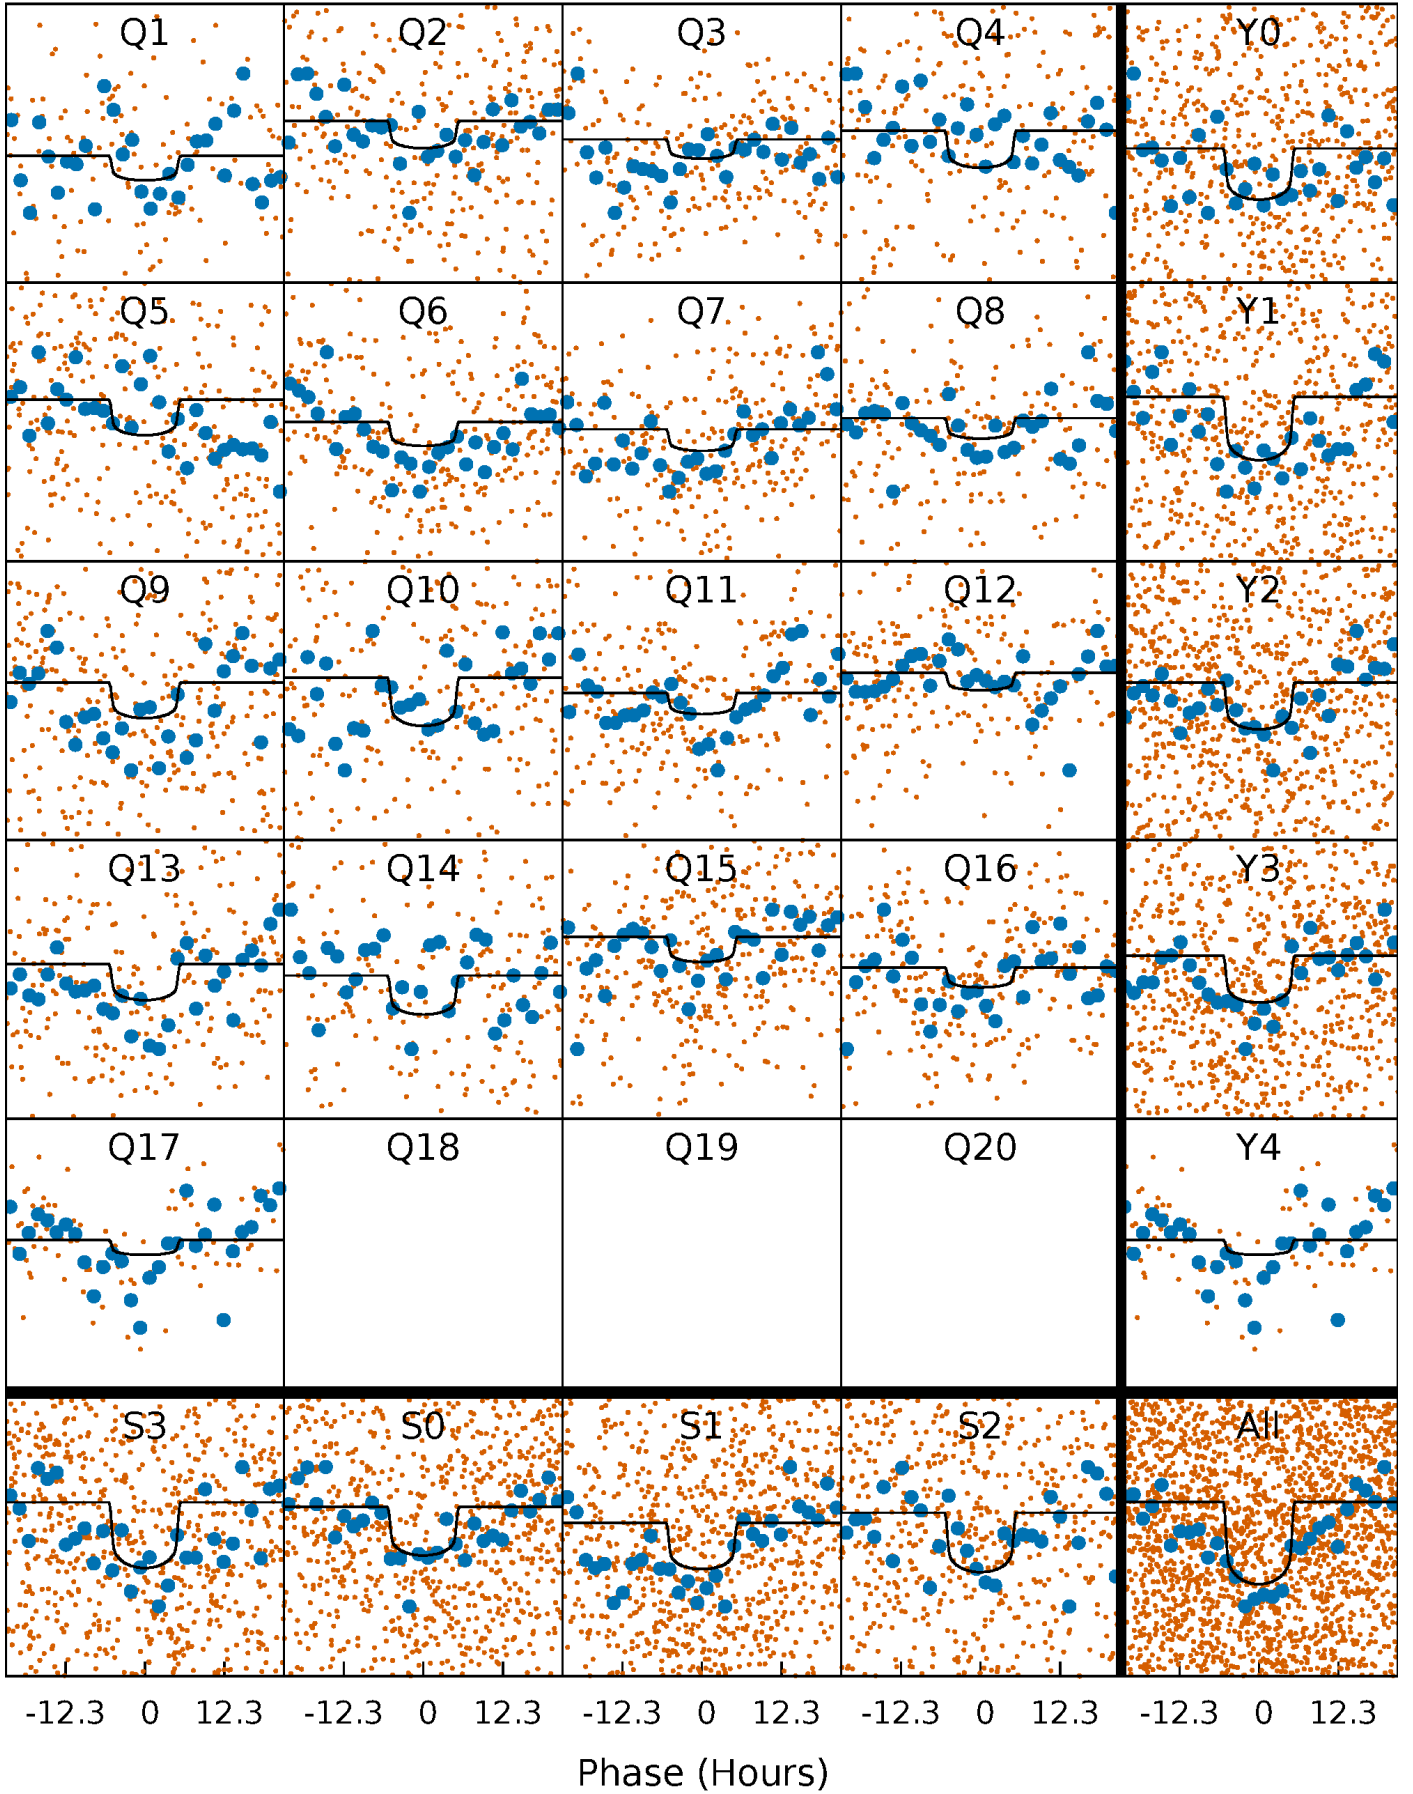 Q1 Q2 Q3 Q4 Y0
Q5 Q6 Q7 Q8 Y1
Q9 Q10 Q11 Q12 Y2
Q13 Q14 Q15 Q16 Y3
Q17 Q18 Q19 Q20 Y4
S3 S0 S1 S2 All
-12.3 0 12.3 -12.3 0 12.3 -12.3 0 12.3 -12.3 0 12.3 -12.3 0 12.3
Phase (Hours)